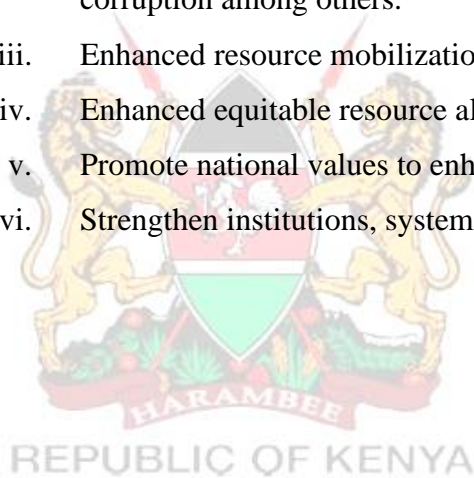 corruption among others.
iii. Enhanced resource mobilizatio
iv. Enhanced equitable resource al
v. Promote national values to enh
vi. Strengthen institutions, system
HARAMBEE
REPUBLIC OF KENYA